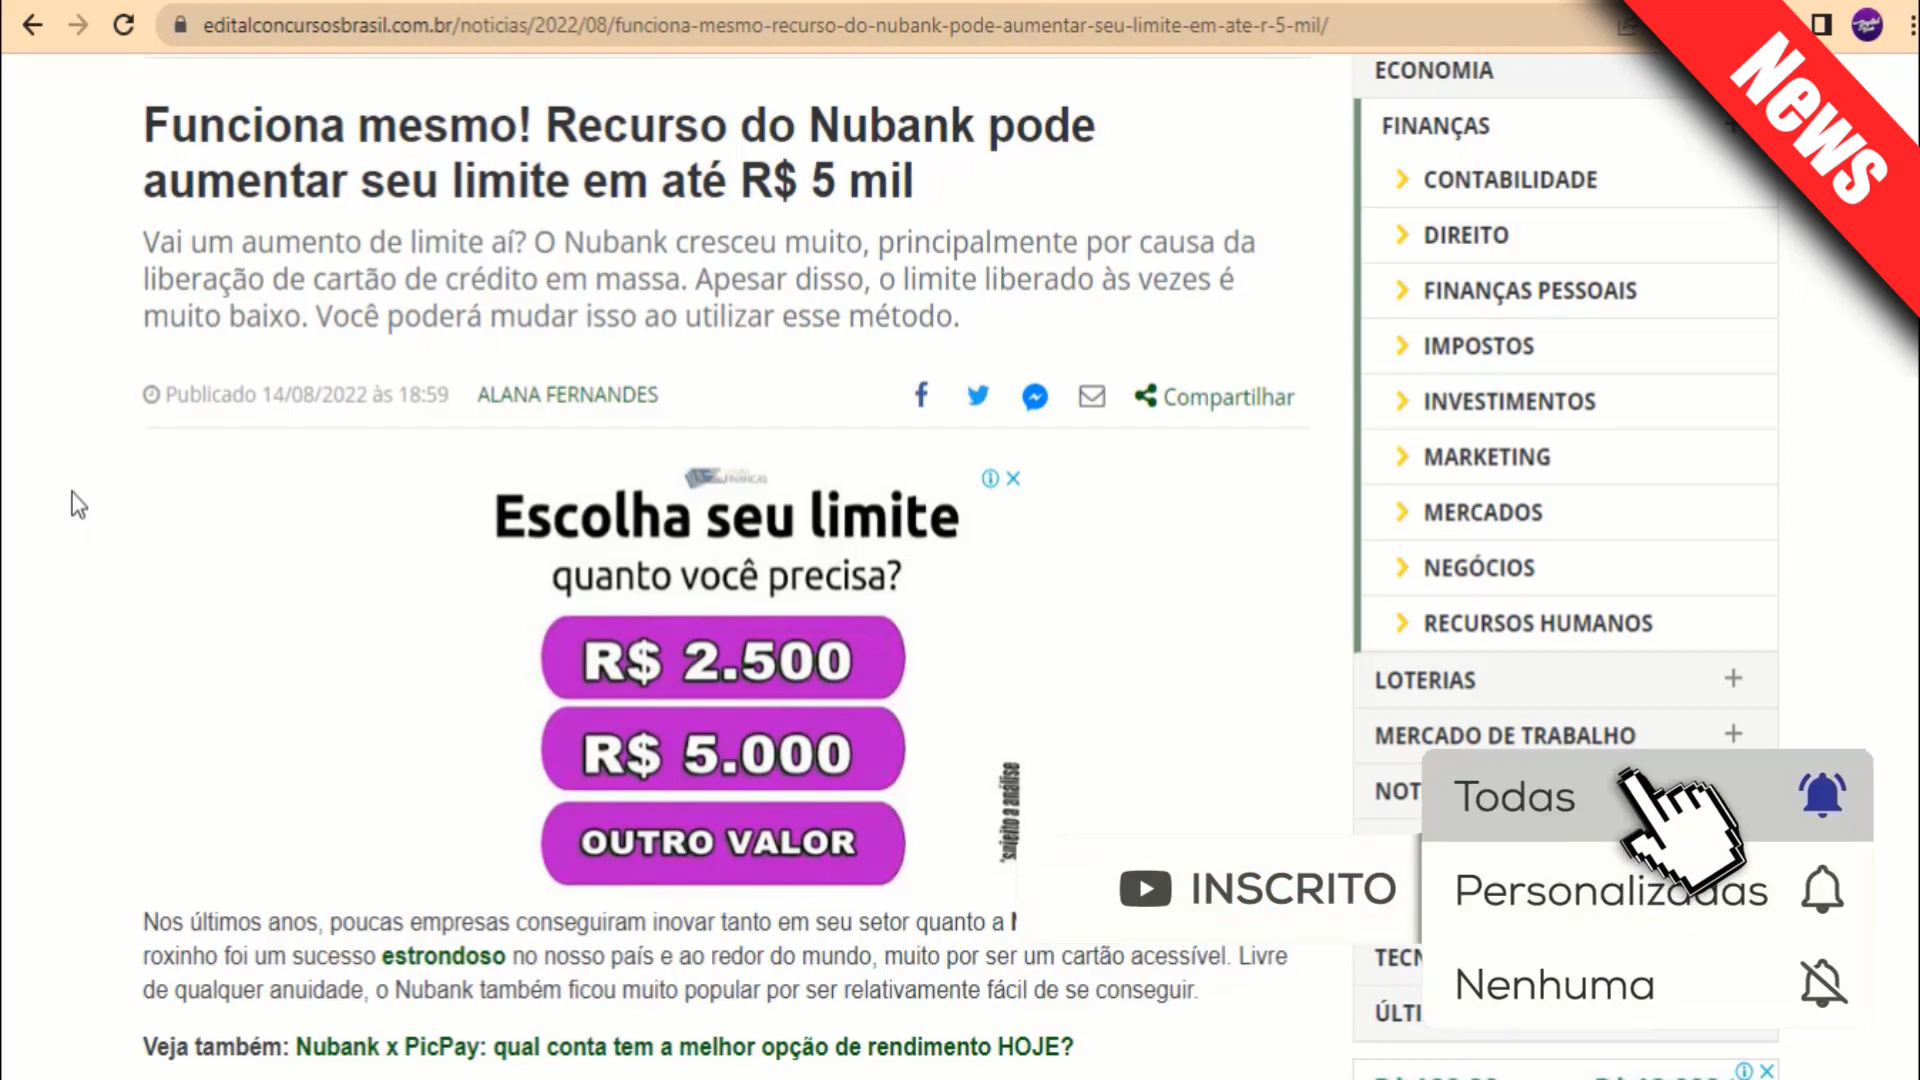 editalconcursosbrasil.com.br/noticias/2022/08/funciona-mesmo-recurso-do-nubank-pode-aumentar-seu-limite-em-ate-r-5-mil/
News
Funciona mesmo! Recurso do Nubank pode
aumentar seu limite em até R$ 5 mil
Vai um aumento de limite aí? O Nubank cresceu muito, principalmente por causa da
liberação de cartão de crédito em massa. Apesar disso, o limite liberado às vezes é
muito baixo. Você poderá mudar isso ao utilizar esse método.
Publicado 14/08/2022 às 18:59 ALANA FERNANDES
Compartilhar
Escolha seu limite
quanto você precisa?
R$ 2.500
R$ 5.000
OUTRO VALOR
*sujeito a análise
Nos últimos anos, poucas empresas conseguiram inovar tanto em seu setor quanto a
roxinho foi um sucesso estrondoso no nosso país e ao redor do mundo, muito por ser um cartão acessível. Livre
de qualquer anuidade, o Nubank também ficou muito popular por ser relativamente fácil de se conseguir.
Veja também: Nubank x PicPay: qual conta tem a melhor opção de rendimento HOJE?
ECONOMIA
FINANÇAS
CONTABILIDADE
DIREITO
FINANÇAS PESSOAIS
IMPOSTOS
INVESTIMENTOS
MARKETING
MERCADOS
NEGÓCIOS
RECURSOS HUMANOS
LOTERIAS +
MERCADO DE TRABALHO +
NOT
TECN
ÚLTI
INSCRITO
Todas
Personalizadas
Nenhuma